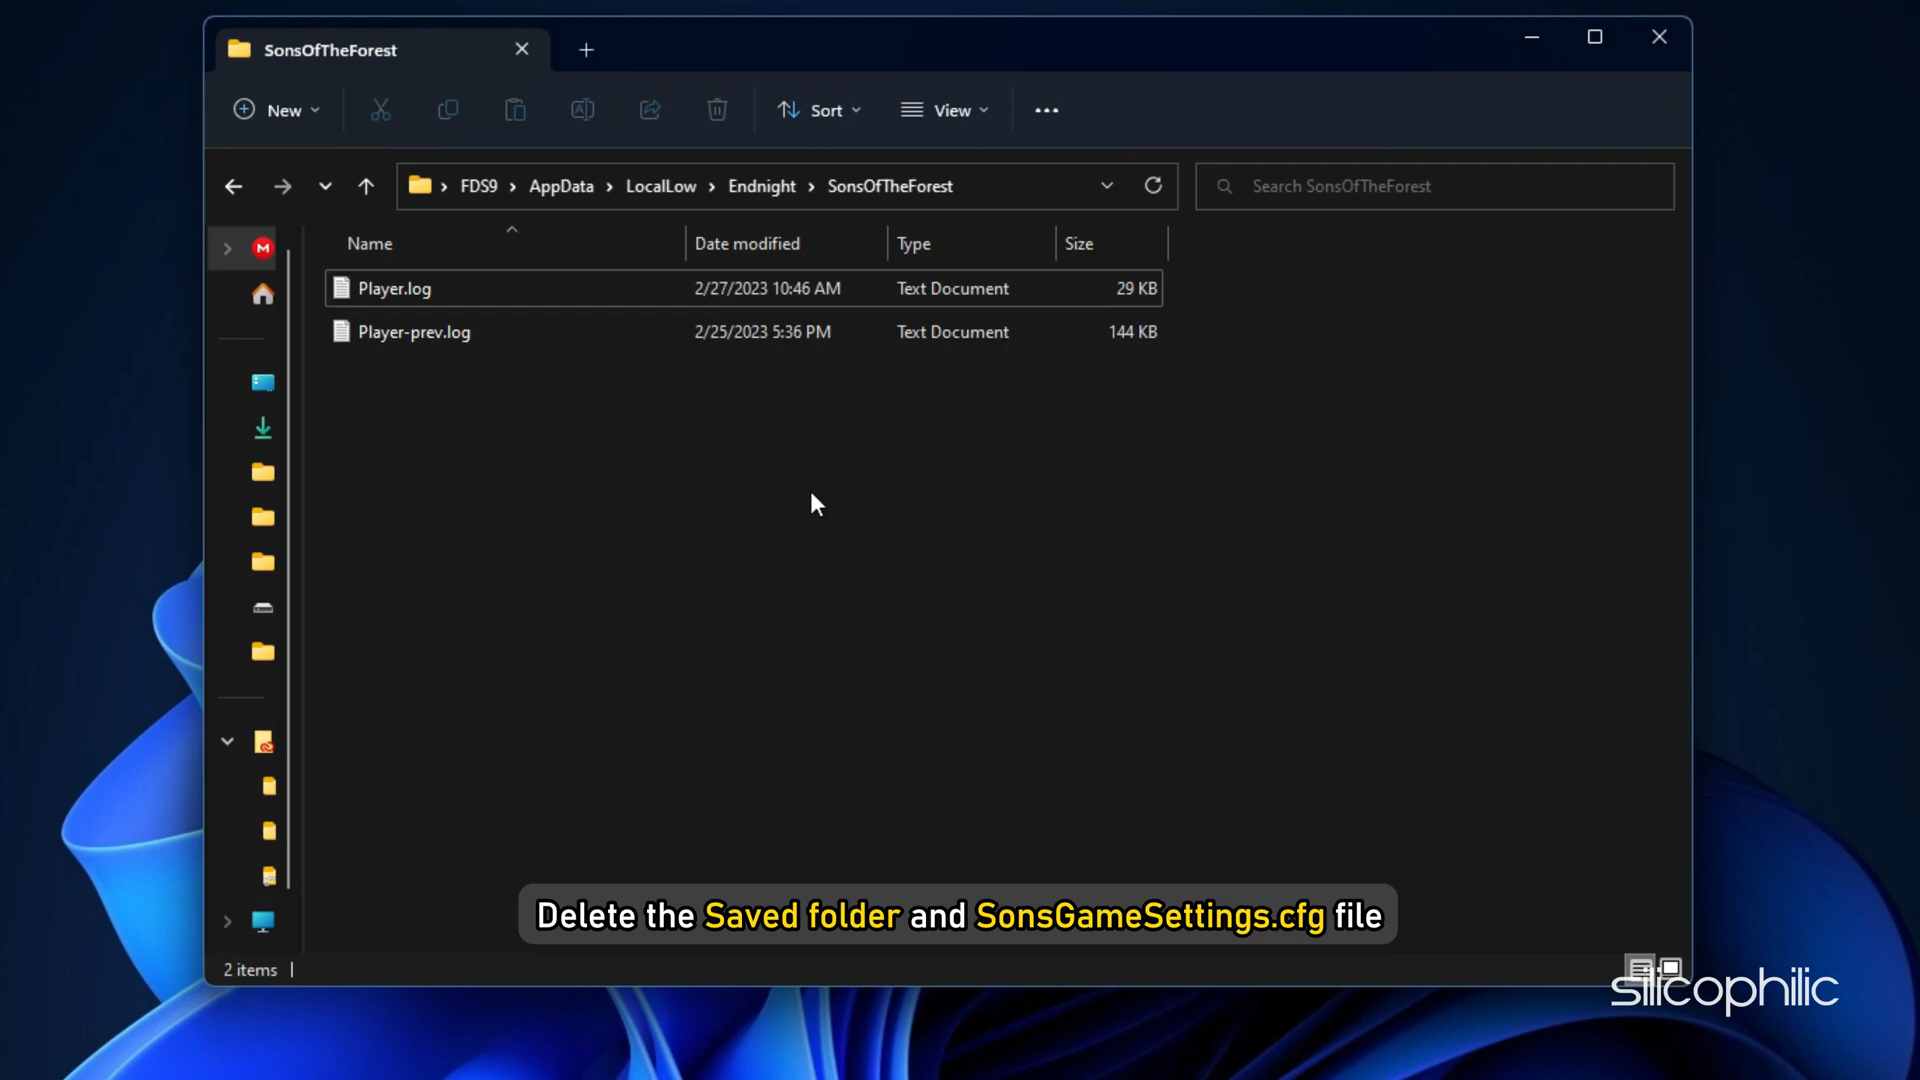 SonsOfTheForest
New
Sort
View
FDS9 > AppData > LocalLow > Endnight > SonsOfTheForest
Search SonsOfTheForest
Name Date modified Type Size
Player.log 2/27/2023 10:46 AM Text Document 29 KB
Player-prev.log 2/25/2023 5:36 PM Text Document 144 KB
Delete the Saved folder and SonsGameSettings.cfg file
2 items
silicophilic